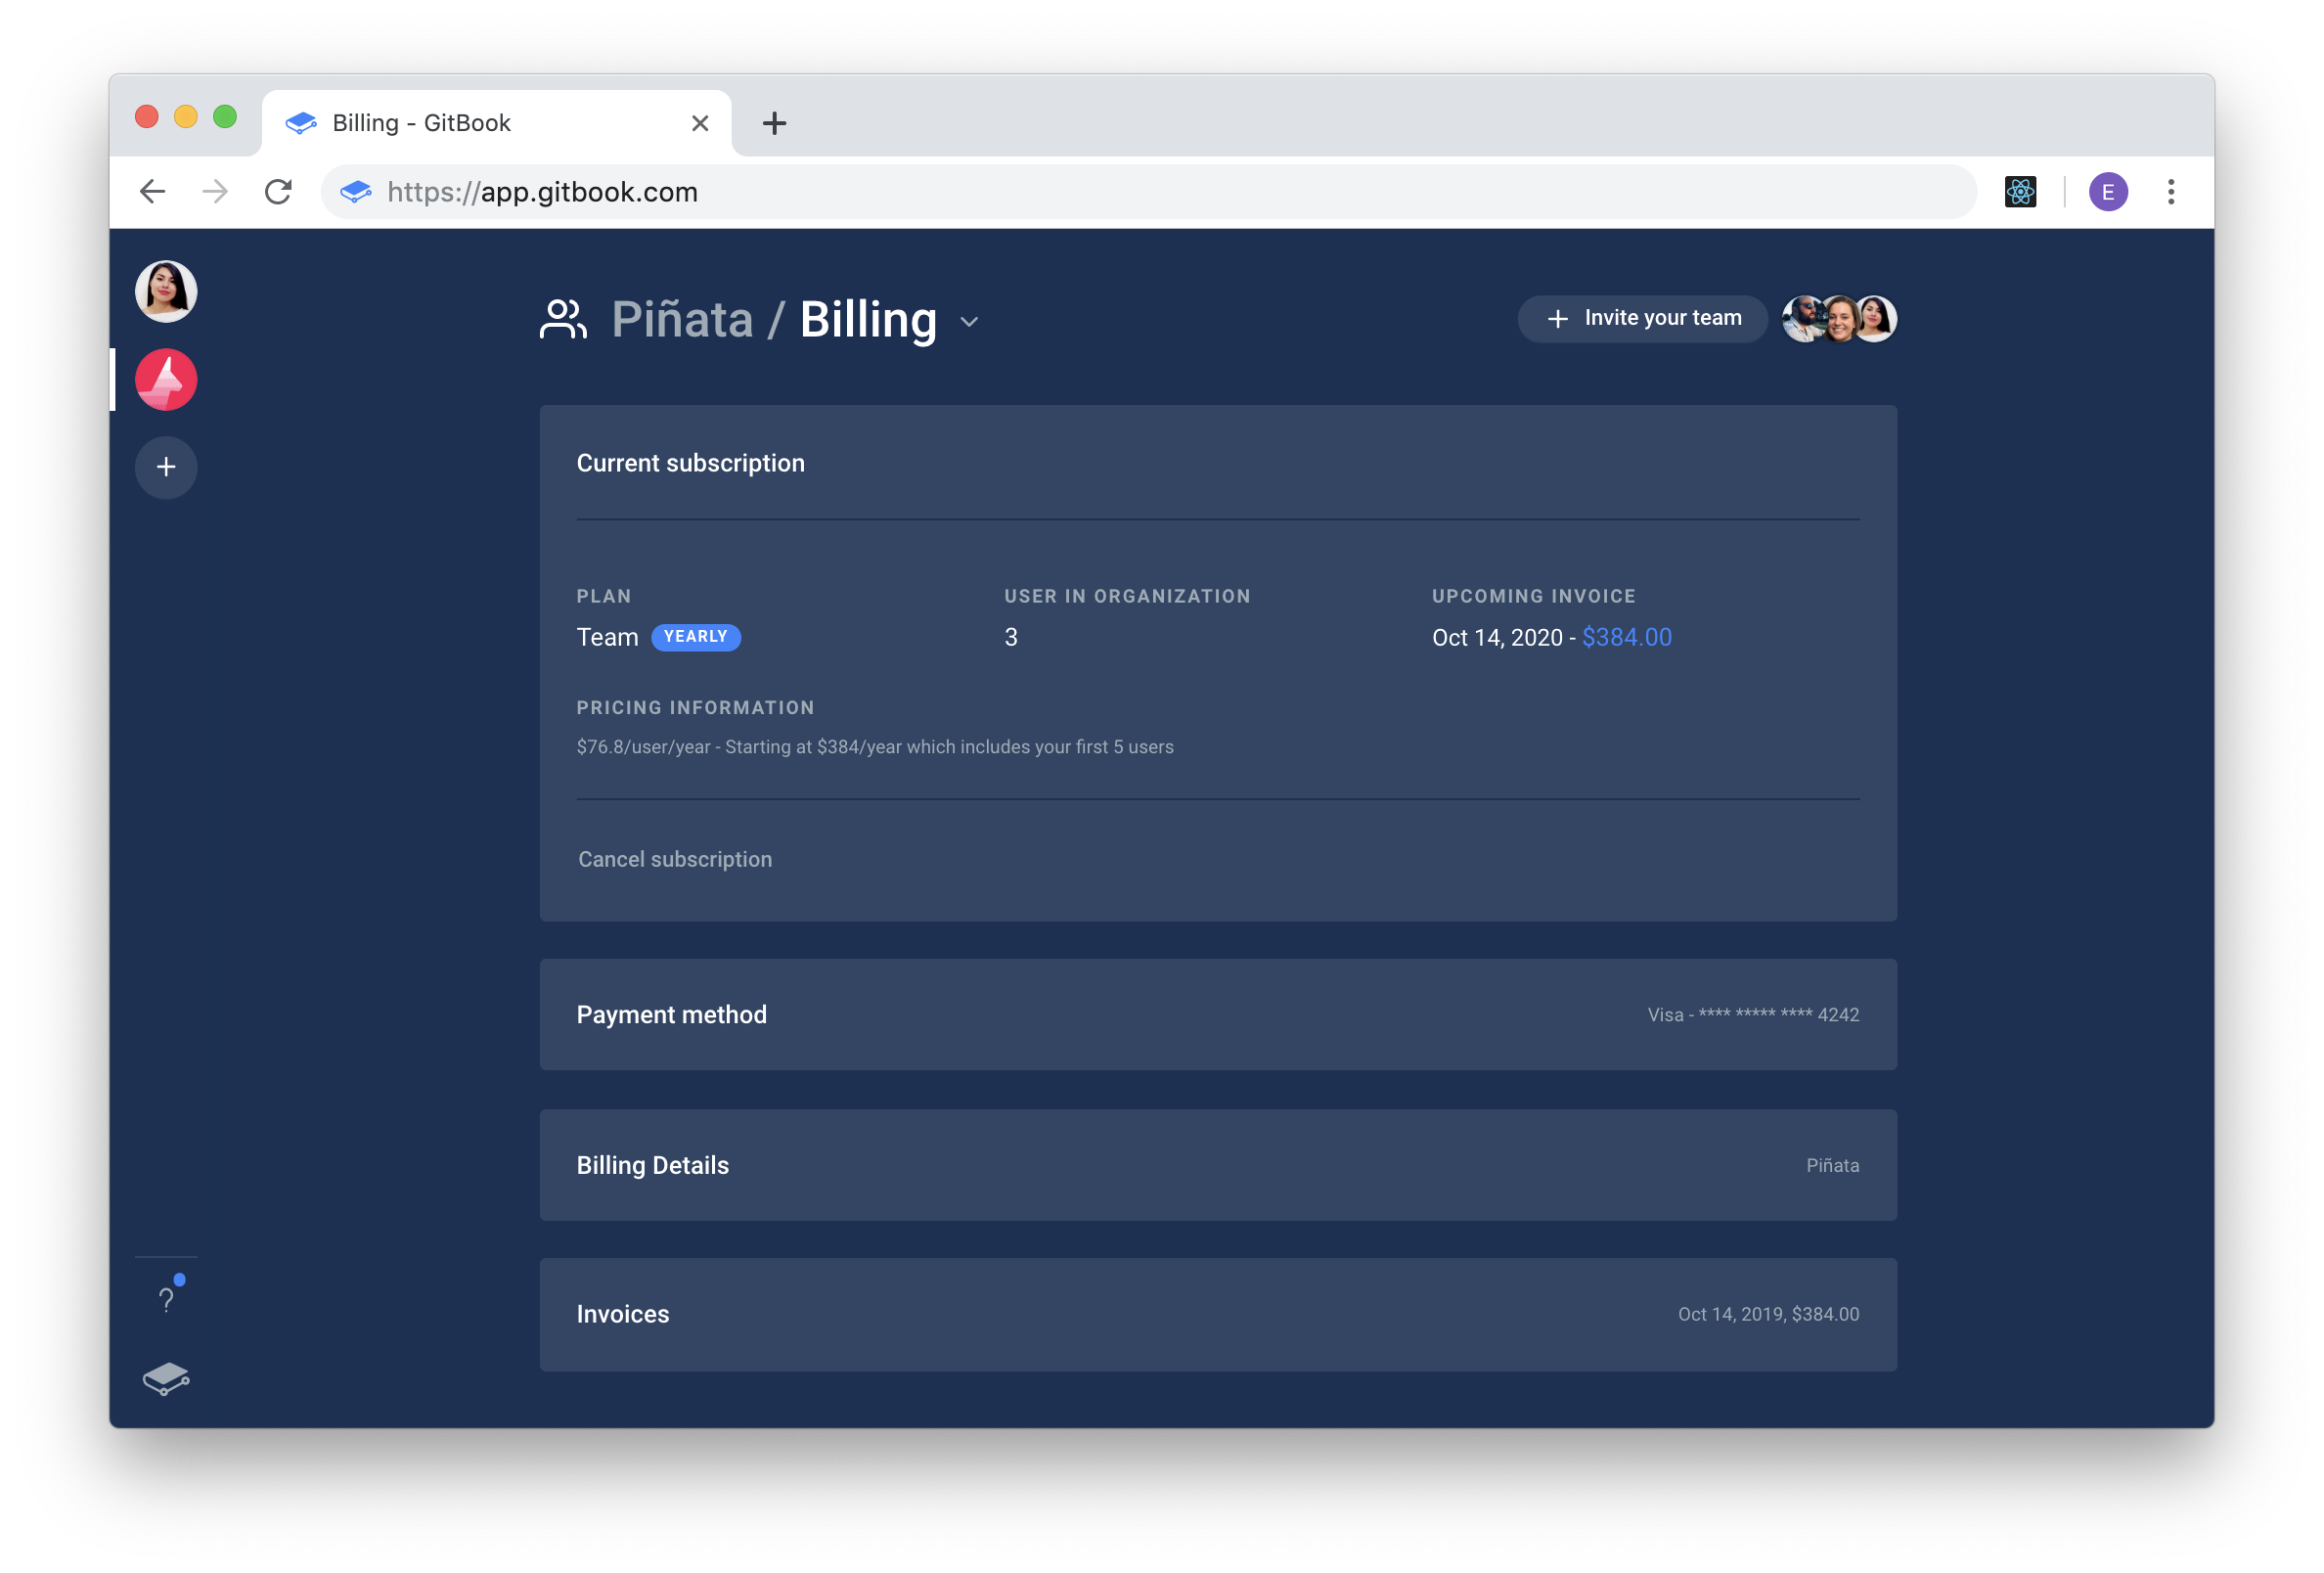 Billing - GitBook
https://app.gitbook.com
E
Piñata / Billing
Invite your team
Current subscription
PLAN
Team YEARLY
USER IN ORGANIZATION
3
UPCOMING INVOICE
Oct 14, 2020 - $384.00
PRICING INFORMATION
$76.8/user/year - Starting at $384/year which includes your first 5 users
Cancel subscription
Payment method
Visa - **** ***** **** 4242
Billing Details
Piñata
Invoices
Oct 14, 2019, $384.00
?